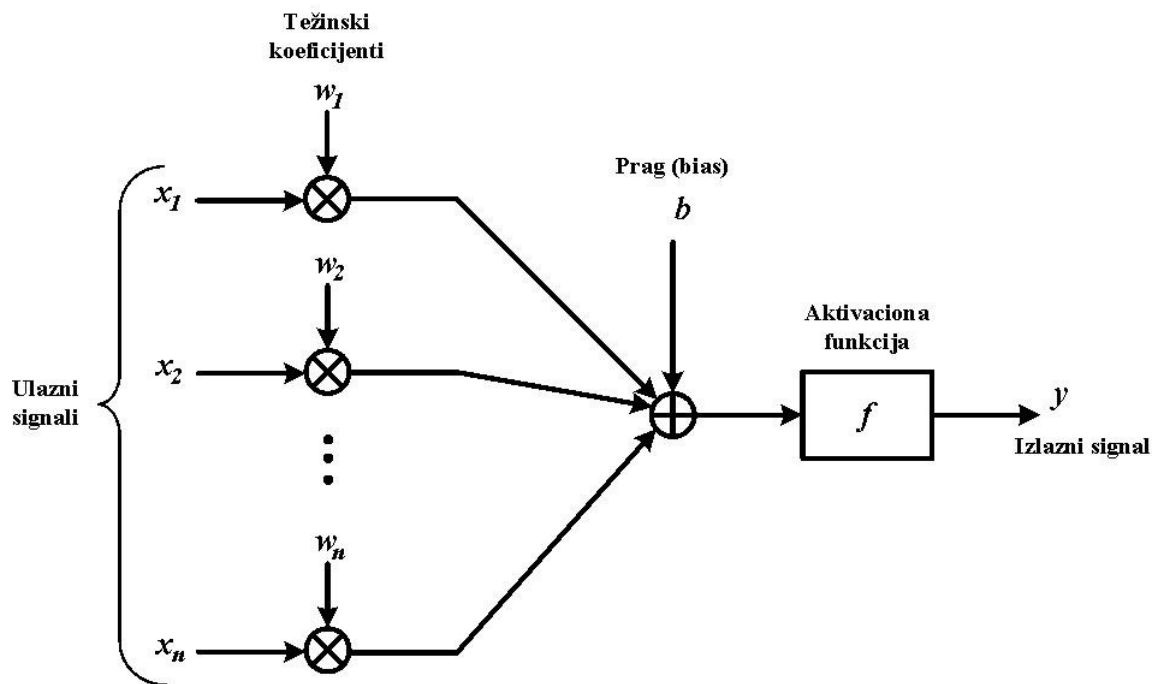 Težinski
koeficijenti
w1
Prag (bias)
x1
b
w2
Aktivaciona
funkcija
x2
Ulazni
signali
f
y
Izlazni signal
wn
xn